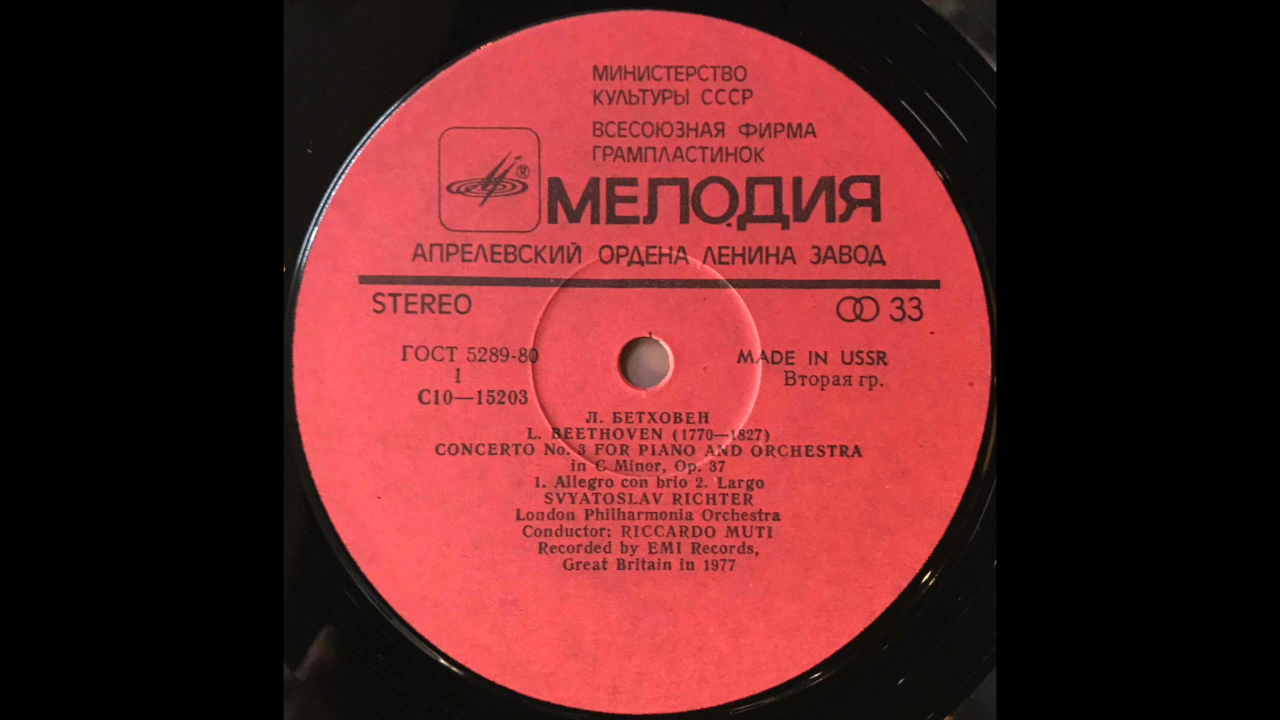 МИНИСТЕРСТВО
КУЛЬТУРЫ СССР
ВСЕСОЮЗНАЯ ФИРМА
ГРАМПЛАСТИНОК
®
МЕЛОДИЯ
АПРЕЛЕВСКИЙ ОРДЕНА ЛЕНИНА ЗАВОД
STEREO
33
ГОСТ 5289-80
MADE IN USSR
1
Вторая гр.
С10—15203
Л. БЕТХОВЕН
L. BEETHOVEN (1770—1827)
CONCERTO No. 3 FOR PIANO AND ORCHESTRA
in C Minor, Op. 37
1. Allegro con brio 2. Largo
SVYATOSLAV RICHTER
London Philharmonia Orchestra
Conductor: RICCARDO MUTI
Recorded by EMI Records,
Great Britain in 1977